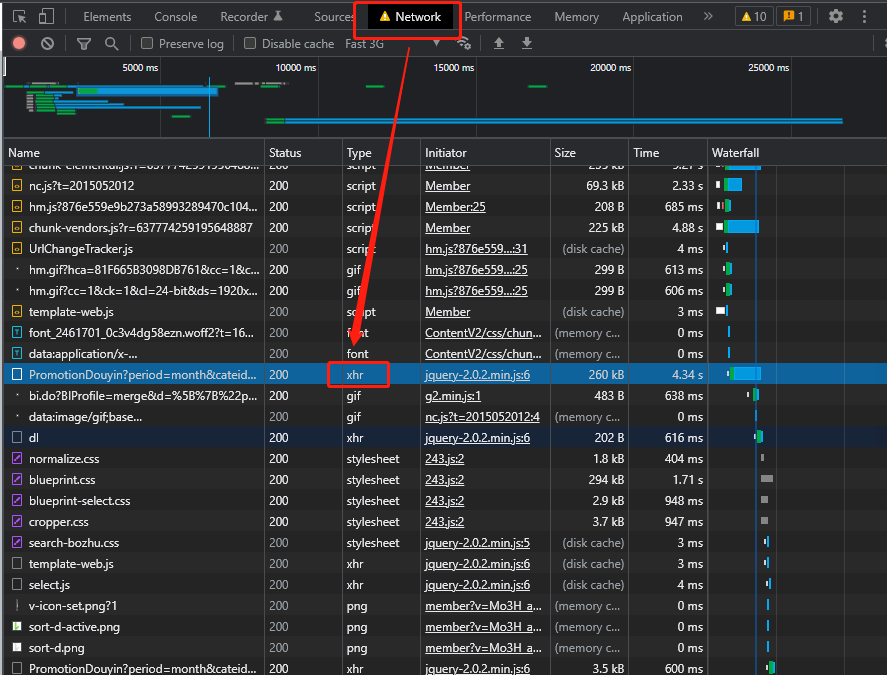 Elements Console Recorder Sources Network Performance Memory Application » 10 1
Preserve log Disable cache Fast 3G
5000 ms 10000 ms 15000 ms 20000 ms 25000 ms
Name Status Type Initiator Size Time Waterfall
200 script Member
nc.js?t=2015052012 200 script Member 69.3 kB 2.33 s
hm.js?876e559e9b273a58993289470c104... 200 script Member:25 208 B 685 ms
chunk-vendors.js?r=637774259195648887 200 script Member 225 kB 4.88 s
UrlChangeTracker.js 200 script hm.js?876e559...:31 (disk cache) 4 ms
hm.gif?hca=81F665B3098DB761&cc=1&c... 200 gif hm.js?876e559...:25 299 B 613 ms
hm.gif?cc=1&ck=1&cl=24-bit&ds=1920x... 200 gif hm.js?876e559...:25 299 B 606 ms
template-web.js 200 script Member (disk cache) 3 ms
font_2461701_0c3v4dg58ezn.woff2?t=16... 200 font ContentV2/css/chun... (memory c... 0 ms
data:application/x-... 200 font ContentV2/css/chun... (memory c... 0 ms
PromotionDouyin?period=month&cateid... 200 xhr jquery-2.0.2.min.js:6 260 kB 4.34 s
bi.do?BIProfile=merge&d=%5B%7B%22p... 200 gif g2.min.js:1 483 B 638 ms
data:image/gif;base... 200 gif nc.js?t=2015052012:4 (memory c... 0 ms
dl 200 xhr jquery-2.0.2.min.js:6 202 B 616 ms
normalize.css 200 stylesheet 243.js:2 1.8 kB 404 ms
blueprint.css 200 stylesheet 243.js:2 294 kB 1.71 s
blueprint-select.css 200 stylesheet 243.js:2 2.9 kB 948 ms
cropper.css 200 stylesheet 243.js:2 3.7 kB 947 ms
search-bozhu.css 200 stylesheet jquery-2.0.2.min.js:5 (disk cache) 3 ms
template-web.js 200 xhr jquery-2.0.2.min.js:6 (disk cache) 3 ms
select.js 200 xhr jquery-2.0.2.min.js:6 (disk cache) 4 ms
v-icon-set.png?1 200 png member?v=Mo3H_a... (memory c... 0 ms
sort-d-active.png 200 png member?v=Mo3H_a... (memory c... 0 ms
sort-d.png 200 png member?v=Mo3H_a... (memory c... 0 ms
PromotionDouyin?period=month&cateid... 200 xhr jquery-2.0.2.min.js:6 3.5 kB 600 ms